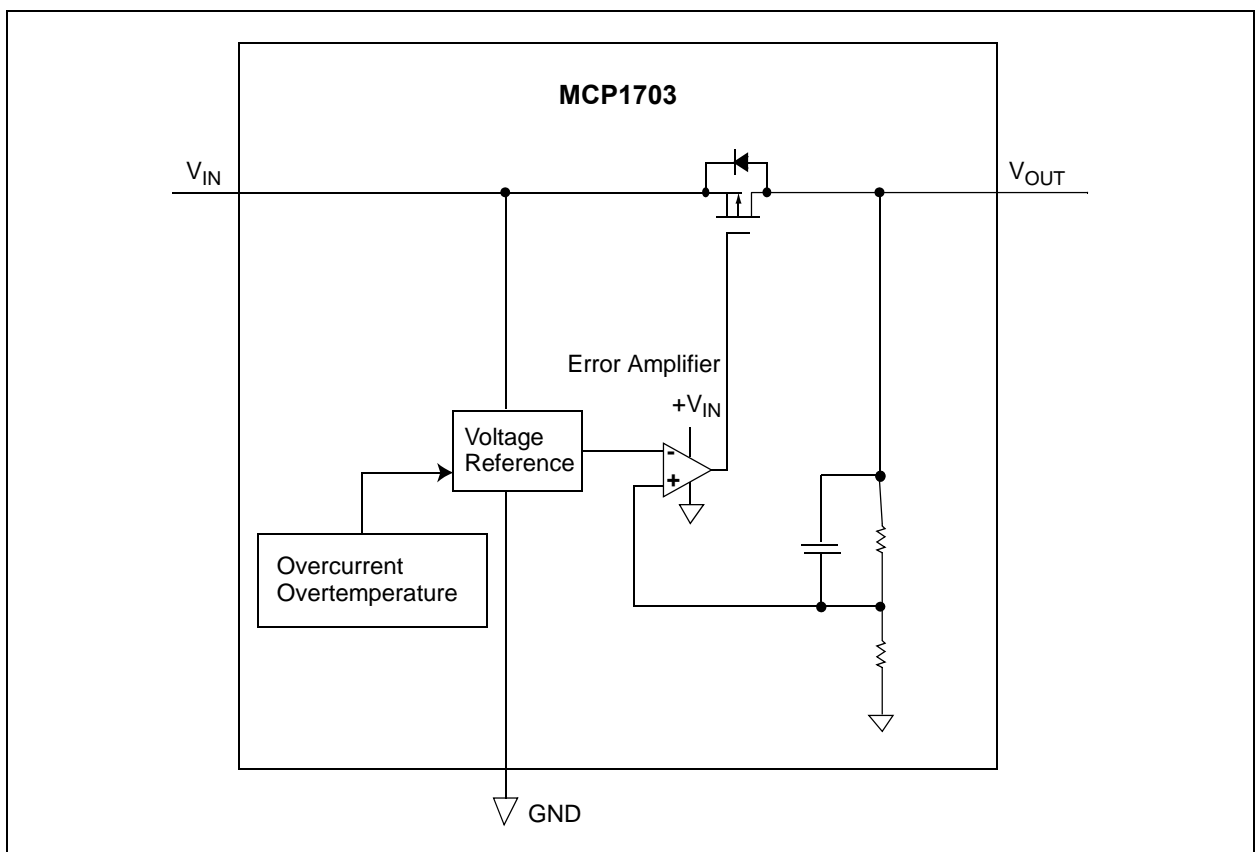 MCP1703
V_IN
V_OUT
Error Amplifier
+V_IN
Voltage
Reference
-
+
Overcurrent
Overtemperature
GND